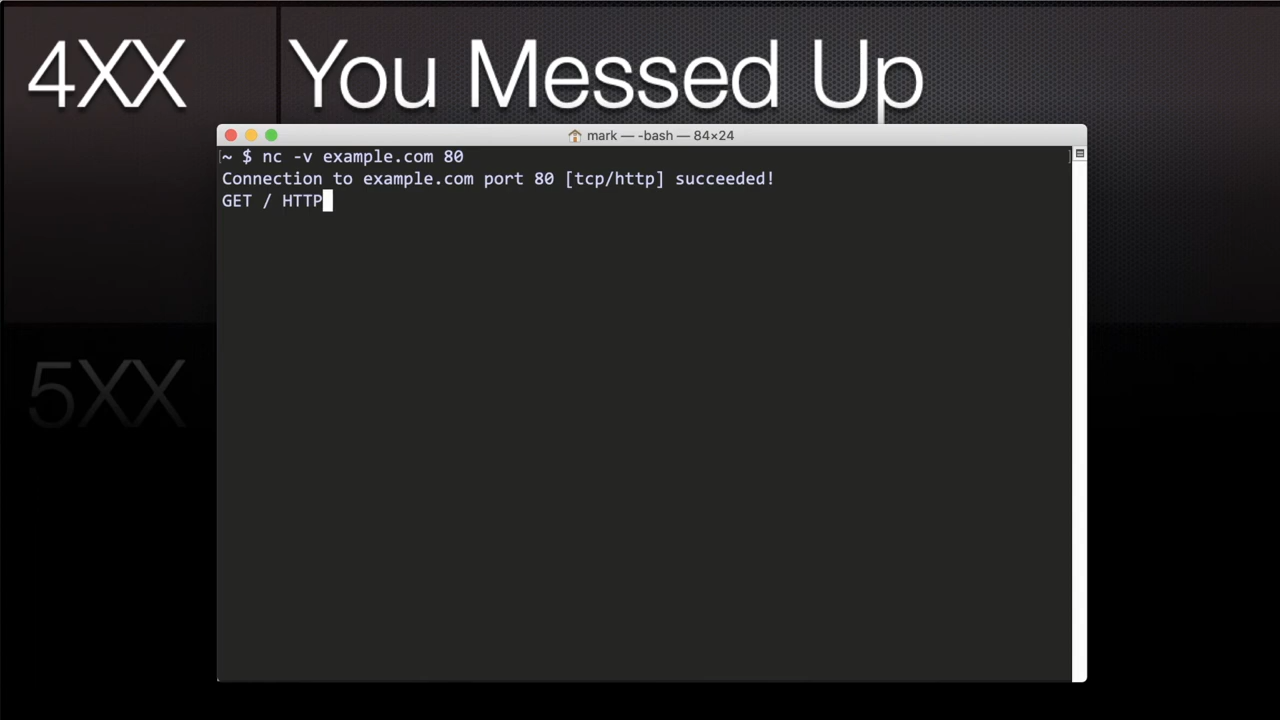 4XX
You Messed Up
mark — -bash — 84×24
~ $ nc -v example.com 80
Connection to example.com port 80 [tcp/http] succeeded!
GET / HTTP
5XX